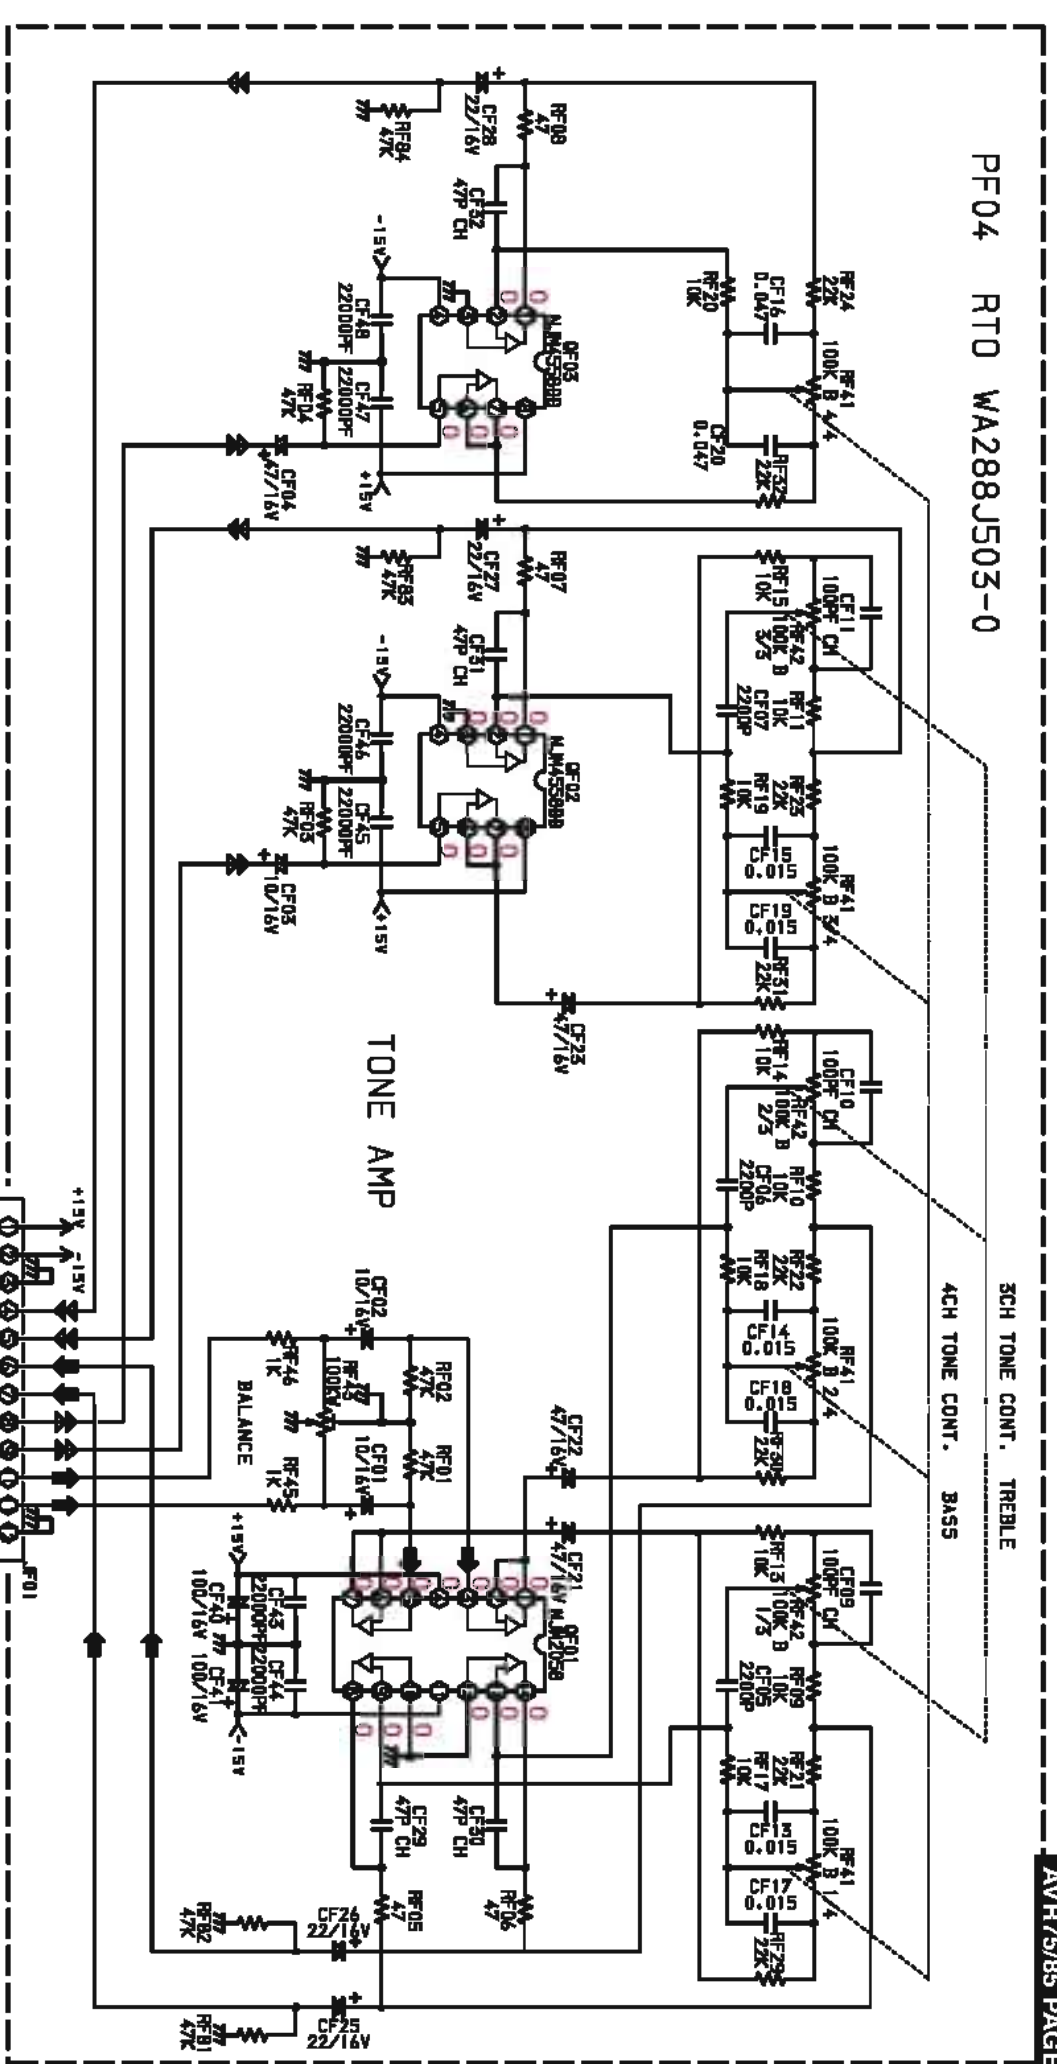 PF04 RTO WA288J503-0
3CH TONE CONT. TREBLE
4CH TONE CONT. BASS
TONE AMP
RF08
47
CF28
22/16V
RF84
47K
CF32
47P CH
-15V
CF48
22000PF
CF47
22000PF
RF04
47K
CF04
47/16V
+15V
QF03
NJM4558DD
RF24
22K
CF16
0.047
RF20
10K
RF41
100K B 4/4
CF20
0.047
RF32
22K
RF07
47
CF27
22/16V
RF83
47K
CF31
47P CH
-15V
CF46
22000PF
CF45
22000PF
RF03
47K
CF03
10/16V
+15V
QF02
NJM4558DD
CF11
100PF CH
RF15
10K
RF42
100K B
3/3
RF11
10K
CF07
2200P
RF23
22K
RF19
10K
CF15
0.015
RF41
100K B 3/4
CF19
0.015
RF31
22K
CF23
47/16V
CF10
100PF CH
RF14
10K
RF42
100K B
2/3
RF10
10K
CF06
2200P
RF22
22K
RF18
10K
CF14
0.015
RF41
100K B 2/4
CF18
0.015
RF30
22K
CF22
47/16V
CF02
10/16V
RF02
47K
RF46
1K
BALANCE
RF45
1K
CF01
10/16V
RF01
47K
CF21
47/16V
QF01
NJM2058
+15V
CF43
22000PF
CF40
100/16V
CF44
22000PF
CF41
100/16V
-15V
CF09
100PF CH
RF13
10K
RF42
100K B
1/3
RF09
10K
CF05
2200P
RF21
22K
RF17
10K
CF13
0.015
RF41
100K B 1/4
CF17
0.015
RF29
22K
CF29
47P CH
CF30
47P CH
RF05
47
RF06
47
CF26
22/16V
RF82
47K
CF25
22/16V
RF81
47K
+15V
-15V
AVR75/85 PAGE